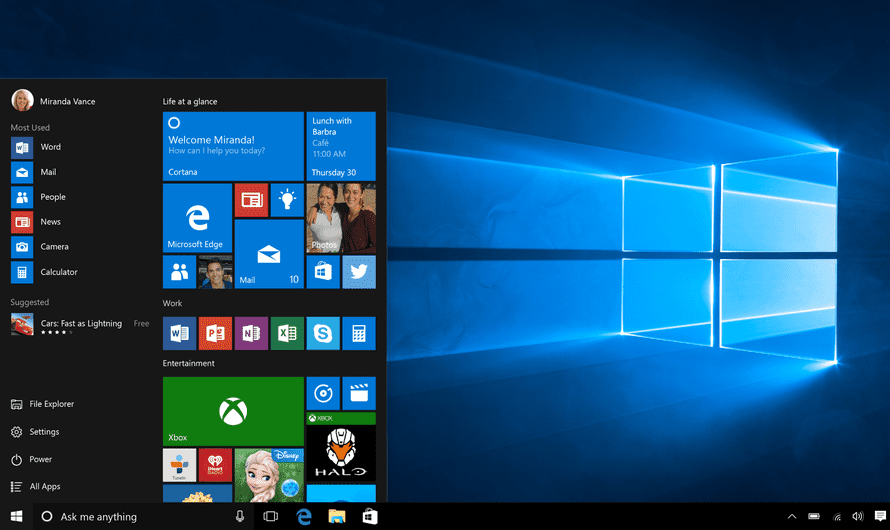 Miranda Vance
Most Used
Word
Mail
People
News
Camera
Calculator
Suggested
Cars: Fast as Lightning Free
File Explorer
Settings
Power
All Apps
Life at a glance
Welcome Miranda!
How can I help you today?
Cortana
Lunch with
Barbra
Café
11:00 AM
Thursday 30
Microsoft Edge
Mail 10
Photos
Work
Entertainment
Xbox
XBOX
HALO
TuneIn
iHeart
RADIO
Disney
Ask me anything